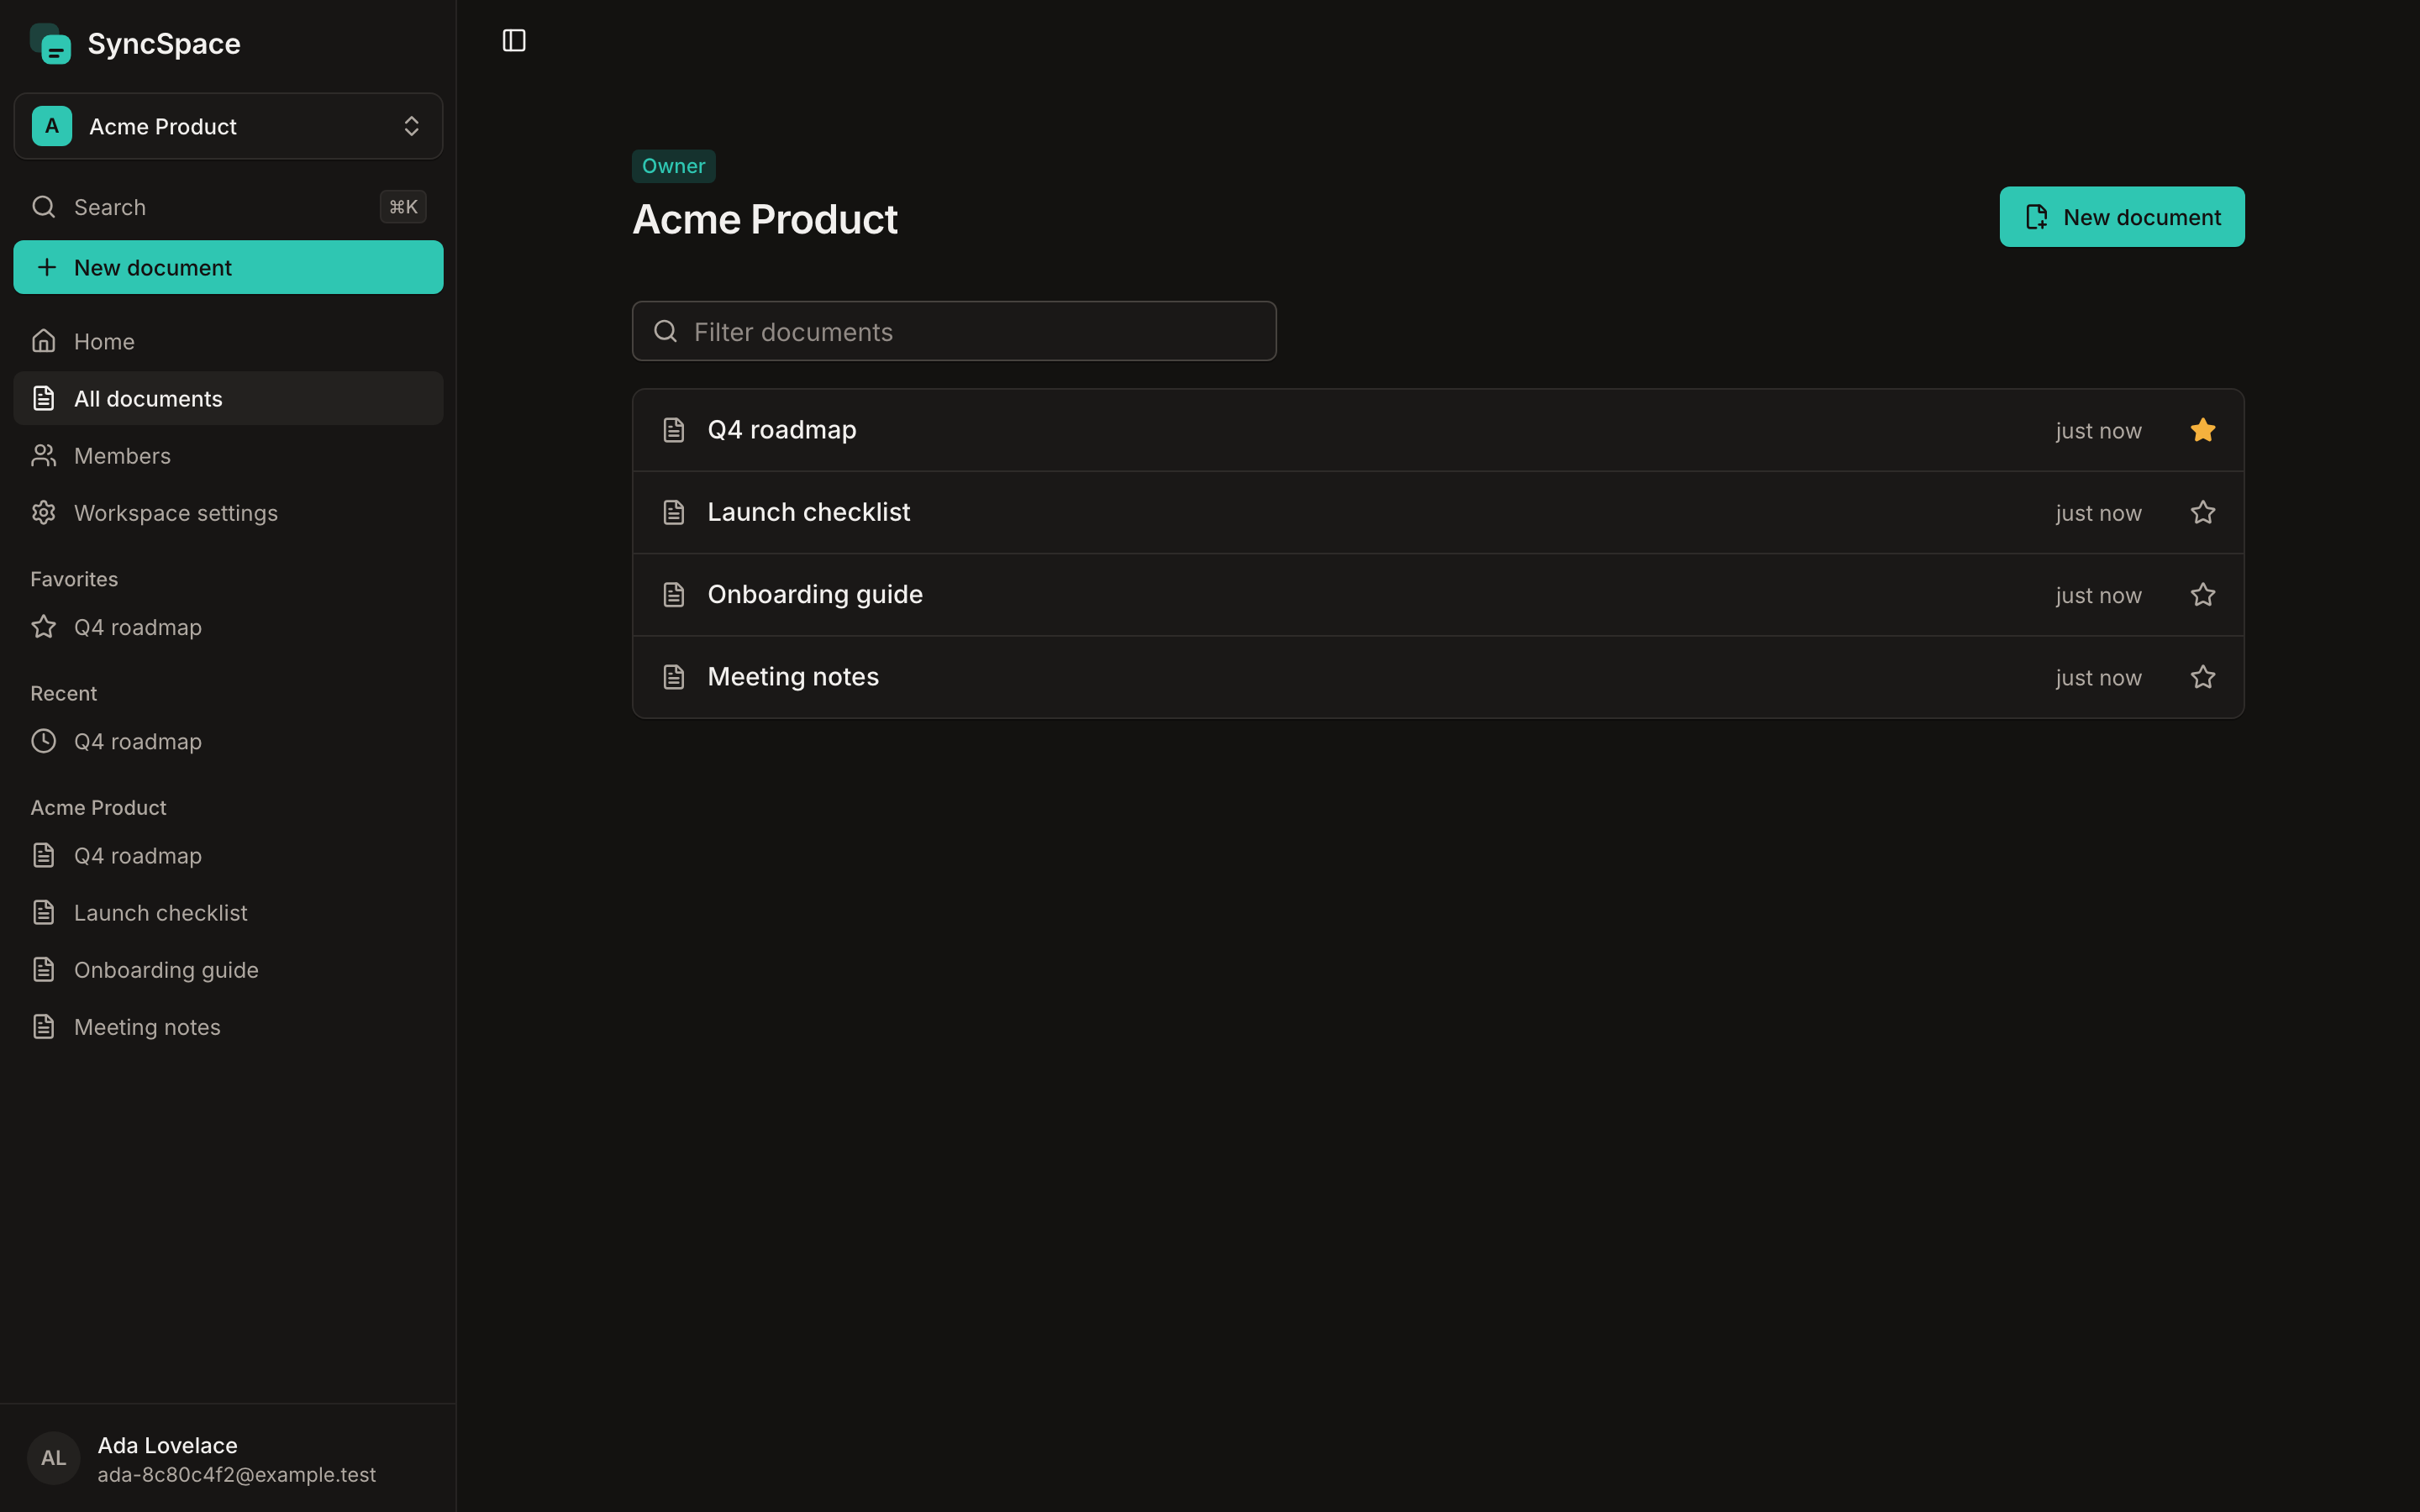 SyncSpace
A
Acme Product
Search
⌘K
New document
Home
All documents
Members
Workspace settings
Favorites
Q4 roadmap
Recent
Q4 roadmap
Acme Product
Q4 roadmap
Launch checklist
Onboarding guide
Meeting notes
AL
Ada Lovelace
ada-8c80c4f2@example.test
Owner
Acme Product
New document
Filter documents
Q4 roadmap just now
Launch checklist just now
Onboarding guide just now
Meeting notes just now